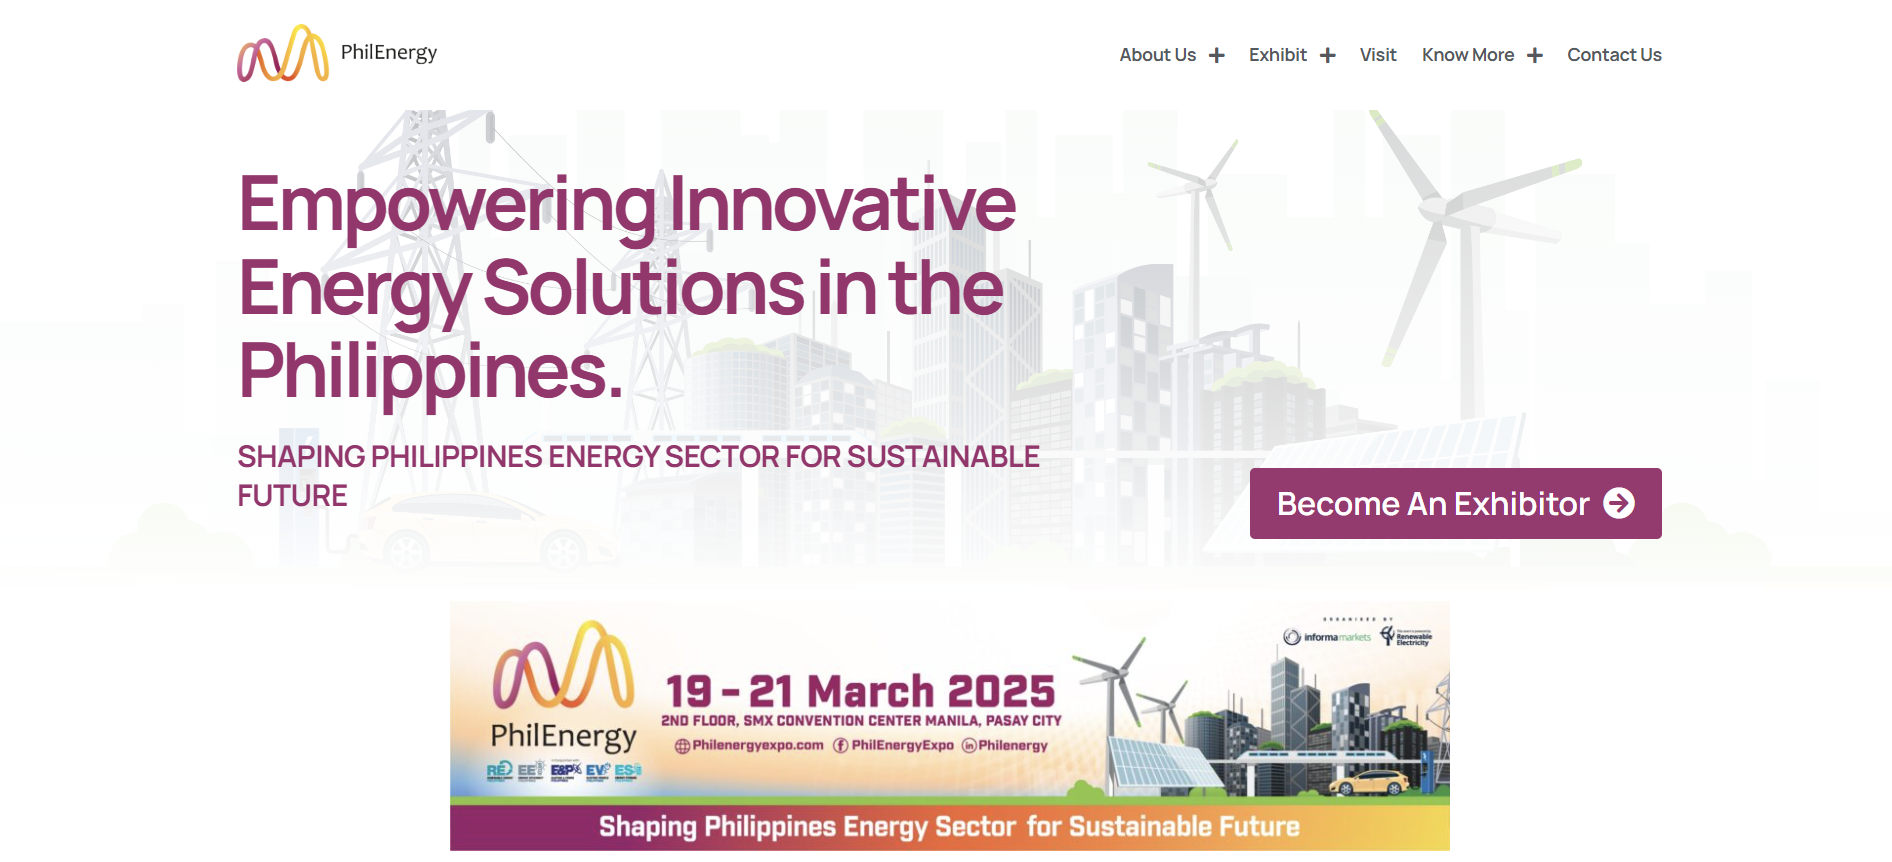 PhilEnergy
About Us + Exhibit + Visit Know More + Contact Us
Empowering Innovative
Energy Solutions in the
Philippines.
SHAPING PHILIPPINES ENERGY SECTOR FOR SUSTAINABLE
FUTURE
Become An Exhibitor
ORGANISED BY
informa markets
Renewable
Electricity
19 - 21 March 2025
2ND FLOOR, SMX CONVENTION CENTER MANILA, PASAY CITY
Philenergyexpo.com PhilEnergyExpo Philenergy
PhilEnergy
RE EE E&P EV ES
Shaping Philippines Energy Sector for Sustainable Future